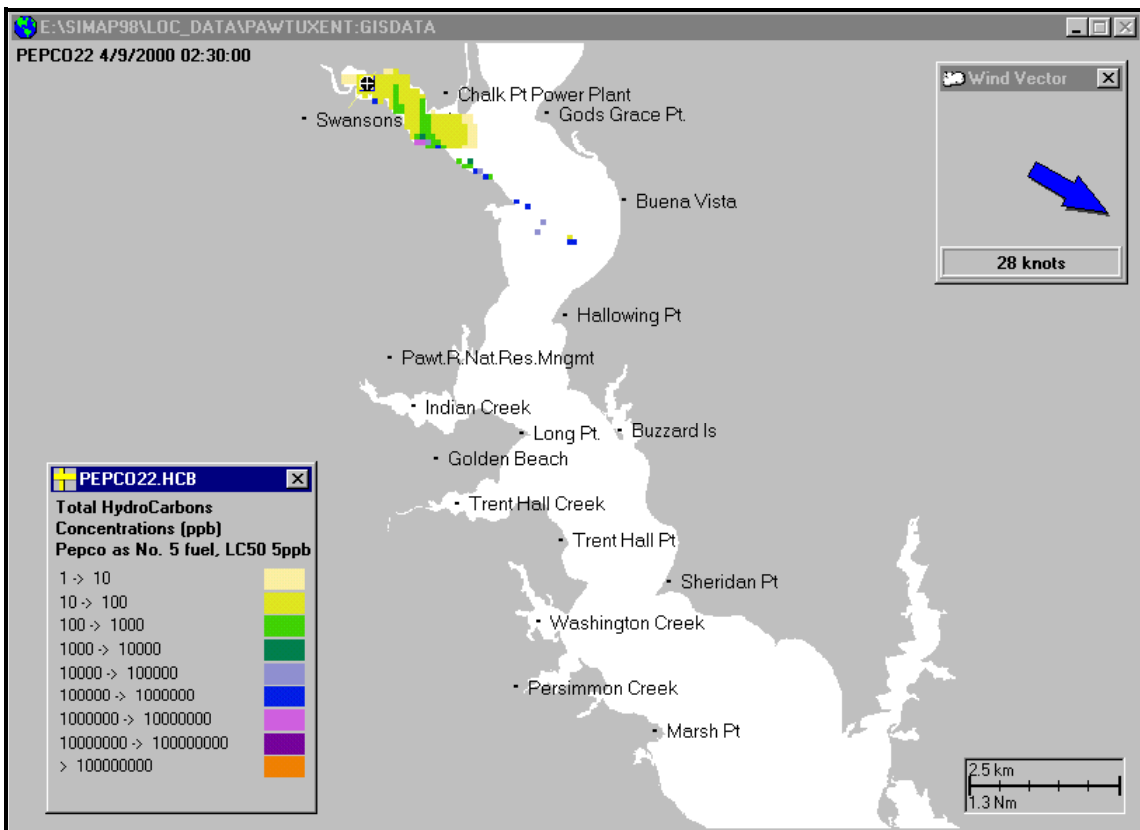 E:\SIMAP98\LOC_DATA\PAWTUXENT:GISDATA
PEPCO22 4/9/2000 02:30:00
Wind Vector
28 knots
Chalk Pt Power Plant
Gods Grace Pt.
Swansons
Buena Vista
Hallowing Pt
Pawt.R.Nat.Res.Mngmt
Indian Creek
Long Pt.
Buzzard Is
Golden Beach
Trent Hall Creek
Trent Hall Pt
Sheridan Pt
Washington Creek
Persimmon Creek
Marsh Pt
PEPCO22.HCB
Total HydroCarbons
Concentrations (ppb)
Pepco as No. 5 fuel, LC50 5ppb
1 -> 10
10 -> 100
100 -> 1000
1000 -> 10000
10000 -> 100000
100000 -> 1000000
1000000 -> 10000000
10000000 -> 100000000
> 100000000
2.5 km
1.3 Nm